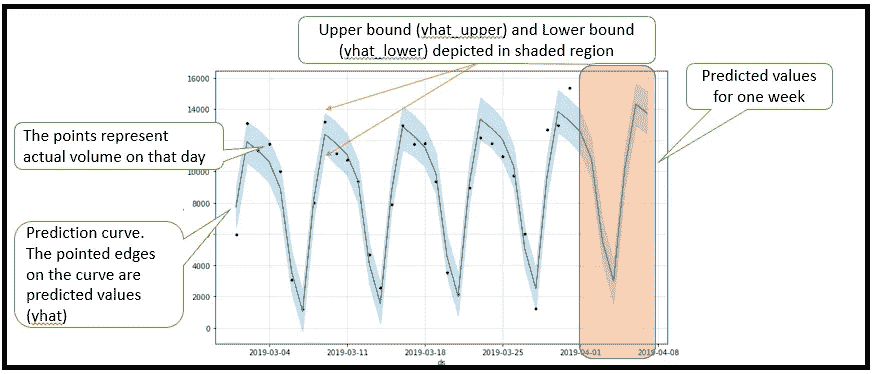 Upper bound (yhat_upper) and Lower bound
(yhat_lower) depicted in shaded region
Predicted values
for one week
The points represent
actual volume on that day
Prediction curve.
The pointed edges
on the curve are
predicted values
(yhat)
16000
14000
12000
10000
8000
6000
4000
2000
0
2019-03-04
2019-03-11
2019-03-18
2019-03-25
2019-04-01
2019-04-08
ds